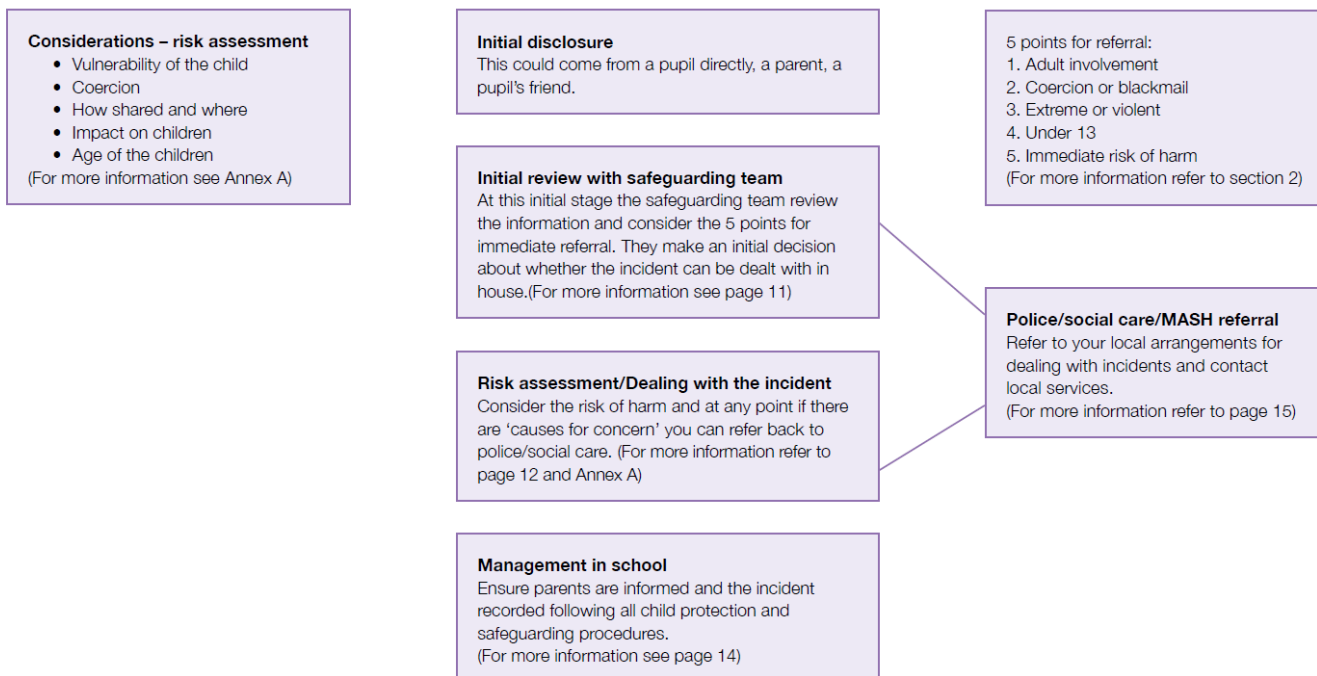 Considerations – risk assessment
• Vulnerability of the child
• Coercion
• How shared and where
• Impact on children
• Age of the children
(For more information see Annex A)
Initial disclosure
This could come from a pupil directly, a parent, a
pupil's friend.
Initial review with safeguarding team
At this initial stage the safeguarding team review
the information and consider the 5 points for
immediate referral. They make an initial decision
about whether the incident can be dealt with in
house.(For more information see page 11)
Risk assessment/Dealing with the incident
Consider the risk of harm and at any point if there
are ‘causes for concern’ you can refer back to
police/social care. (For more information refer to
page 12 and Annex A)
Management in school
Ensure parents are informed and the incident
recorded following all child protection and
safeguarding procedures.
(For more information see page 14)
5 points for referral:
1. Adult involvement
2. Coercion or blackmail
3. Extreme or violent
4. Under 13
5. Immediate risk of harm
(For more information refer to section 2)
Police/social care/MASH referral
Refer to your local arrangements for
dealing with incidents and contact
local services.
(For more information refer to page 15)